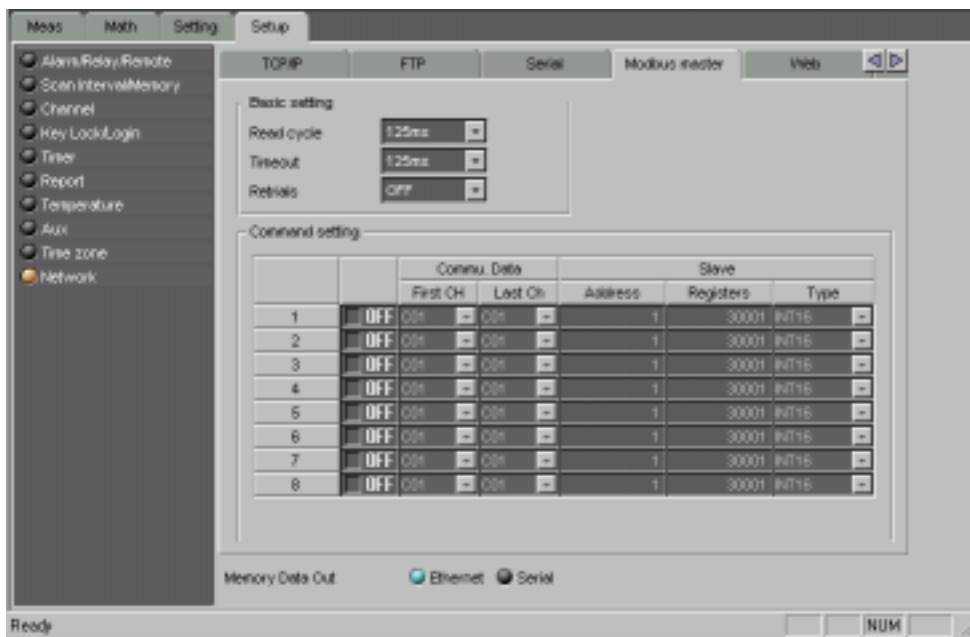 Meas Math Setting Setup
Alarm/Relay/Remote
Scan Interval/Memory
Channel
Key Lock/Login
Timer
Report
Temperature
Aux
Time zone
Network
TCP/IP FTP Serial Modbus master Web
Basic setting
Read cycle 125ms
Timeout 125ms
Retrials OFF
Command setting
Commu. Data Slave
First CH Last Ch Address Registers Type
1 OFF C01 C01 1 30001 INT16
2 OFF C01 C01 1 30001 INT16
3 OFF C01 C01 1 30001 INT16
4 OFF C01 C01 1 30001 INT16
5 OFF C01 C01 1 30001 INT16
6 OFF C01 C01 1 30001 INT16
7 OFF C01 C01 1 30001 INT16
8 OFF C01 C01 1 30001 INT16
Memory Data Out Ethernet Serial
Ready NUM